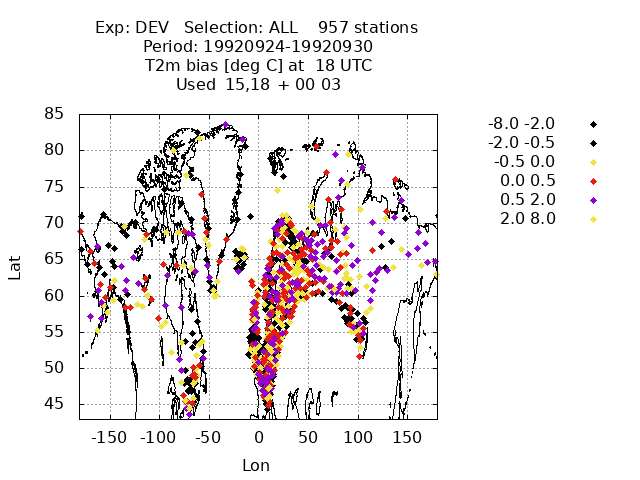 Exp: DEV   Selection: ALL    957 stations
Period: 19920924-19920930
T2m bias [deg C] at  18 UTC
Used  15,18  + 00 03
85
80
75
70
65
60
55
50
45
Lat
-150 -100 -50 0 50 100 150
Lon
-8.0 -2.0
-2.0 -0.5
-0.5 0.0
0.0 0.5
0.5 2.0
2.0 8.0